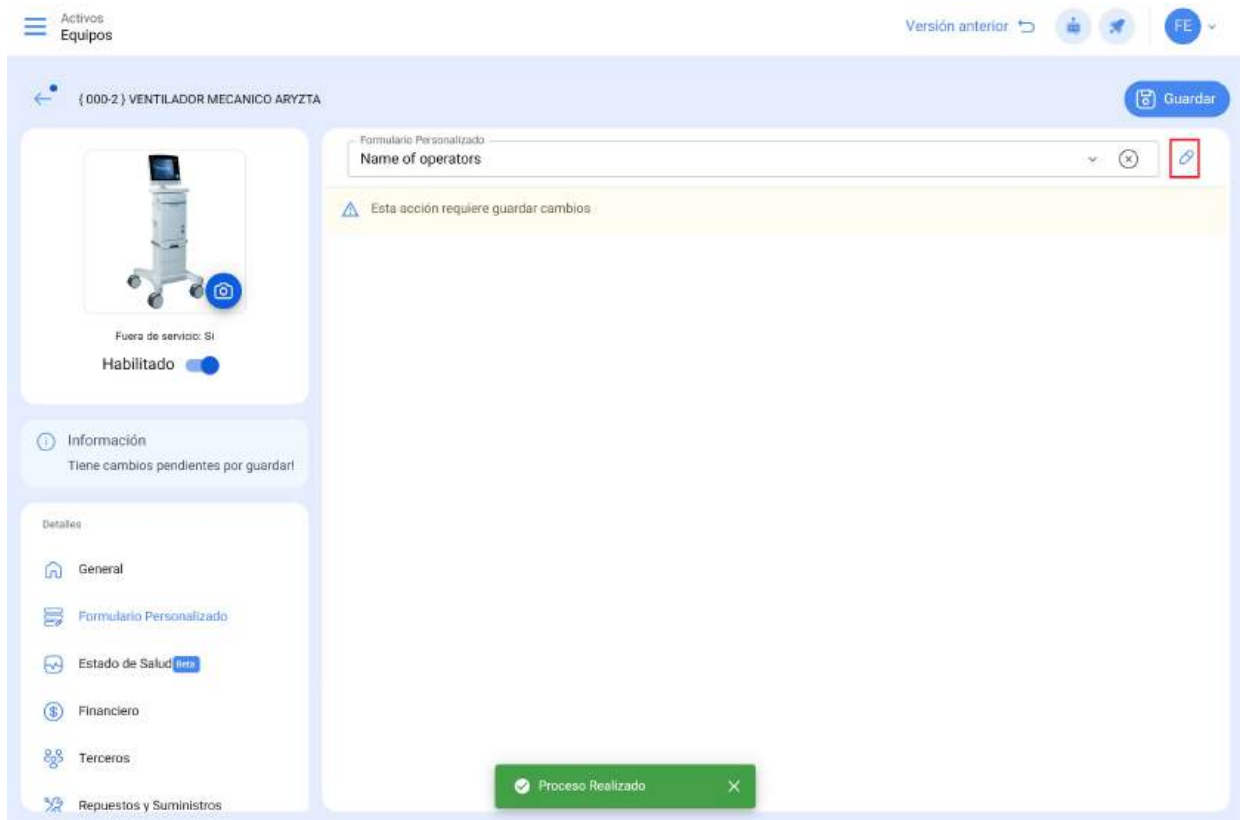 Activos
Equipos
Versión anterior
FE
( 000-2 ) VENTILADOR MECANICO ARYZTA
Guardar
Formulario Personalizado
Name of operators
Esta acción requiere guardar cambios
Fuera de servicio: Si
Habilitado
Información
Tiene cambios pendientes por guardar!
Detalles
General
Formulario Personalizado
Estado de Salud Beta
Financiero
Terceros
Repuestos y Suministros
Proceso Realizado